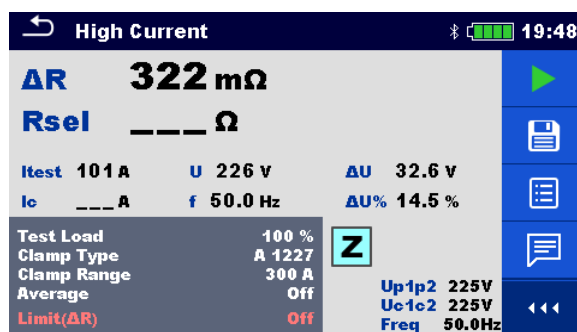 High Current 19:48
ΔR 322 mΩ
Rsel ___ Ω
Itest 101 A U 226 V ΔU 32.6 V
Ic ___ A f 50.0 Hz ΔU% 14.5 %
Test Load 100 %
Clamp Type A 1227
Clamp Range 300 A
Average Off
Limit(ΔR) Off
Z
Up1p2 225V
Uc1c2 225V
Freq 50.0Hz